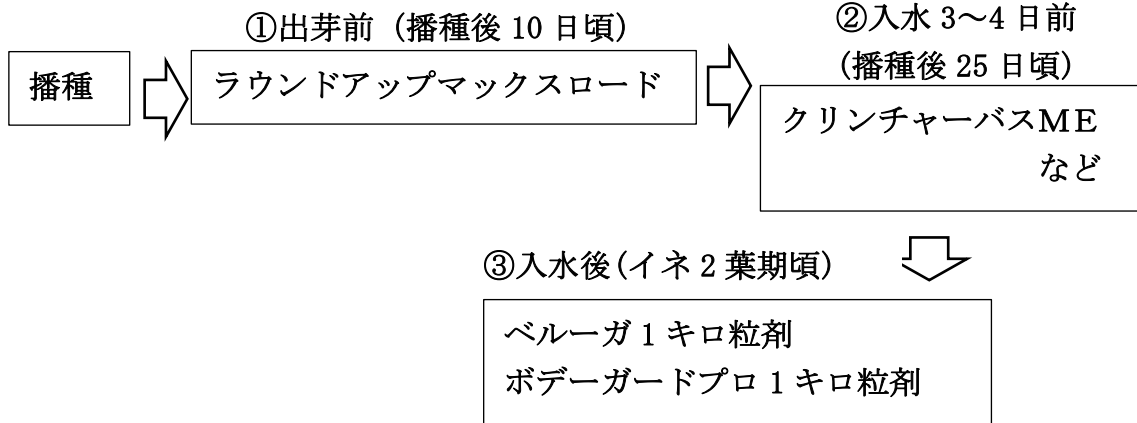 ①出芽前（播種後 10 日頃）
播種
ラウンドアップマックスロード
②入水 3～4 日前
（播種後 25 日頃）
クリンチャーバスＭＥ
など
③入水後（イネ 2 葉期頃）
ベルーガ 1 キロ粒剤
ボデーガードプロ 1 キロ粒剤